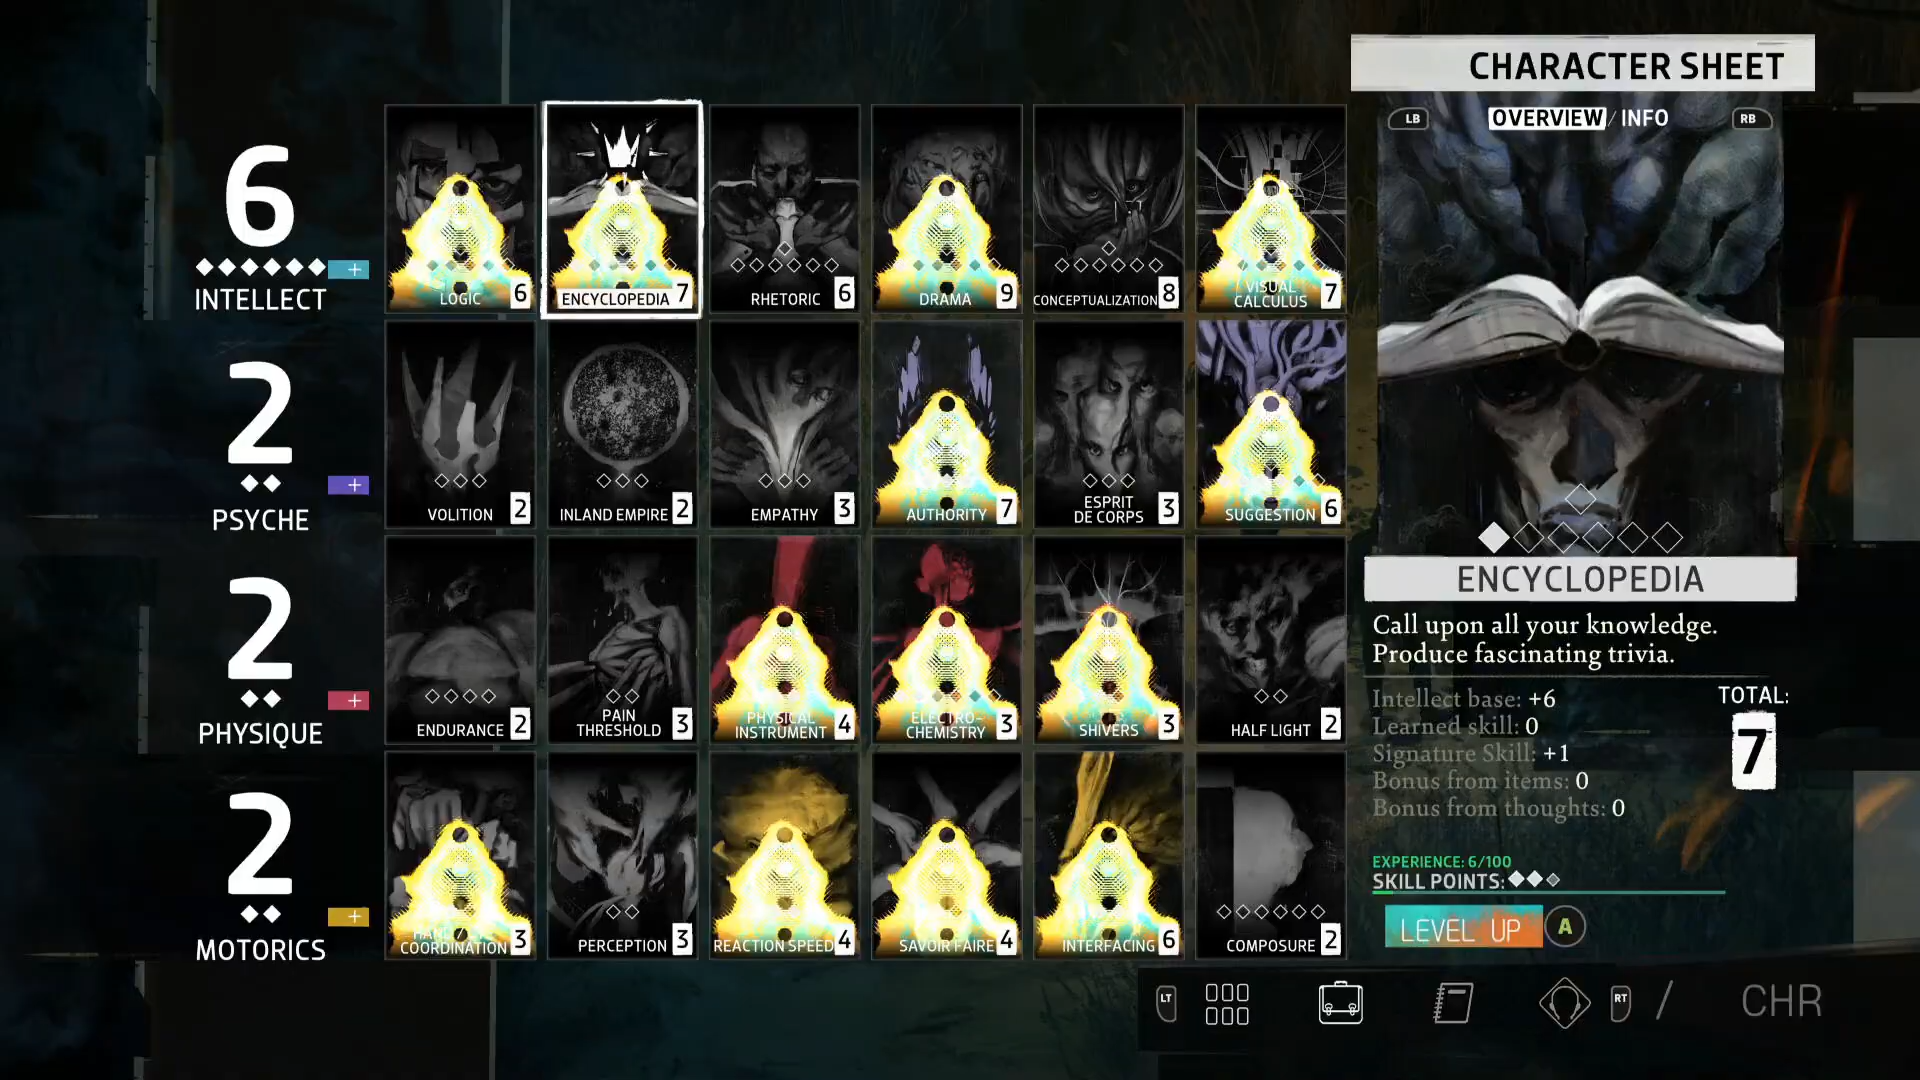 CHARACTER SHEET
LB OVERVIEW / INFO RB
6
INTELLECT
LOGIC 6
ENCYCLOPEDIA 7
RHETORIC 6
DRAMA 9
CONCEPTUALIZATION 8
VISUAL
CALCULUS 7
2
PSYCHE
VOLITION 2
INLAND EMPIRE 2
EMPATHY 3
AUTHORITY 7
ESPRIT
DE CORPS 3
SUGGESTION 6
2
PHYSIQUE
ENDURANCE 2
PAIN
THRESHOLD 3
PHYSICAL
INSTRUMENT 4
ELECTRO-
CHEMISTRY 3
SHIVERS 3
HALF LIGHT 2
2
MOTORICS
HAND/EYE
COORDINATION 3
PERCEPTION 3
REACTION SPEED 4
SAVOIR FAIRE 4
INTERFACING 6
COMPOSURE 2
ENCYCLOPEDIA
Call upon all your knowledge.
Produce fascinating trivia.
Intellect base: +6
Learned skill: 0
Signature Skill: +1
Bonus from items: 0
Bonus from thoughts: 0
TOTAL:
7
EXPERIENCE: 6/100
SKILL POINTS:
LEVEL UP A
LT RT / CHR